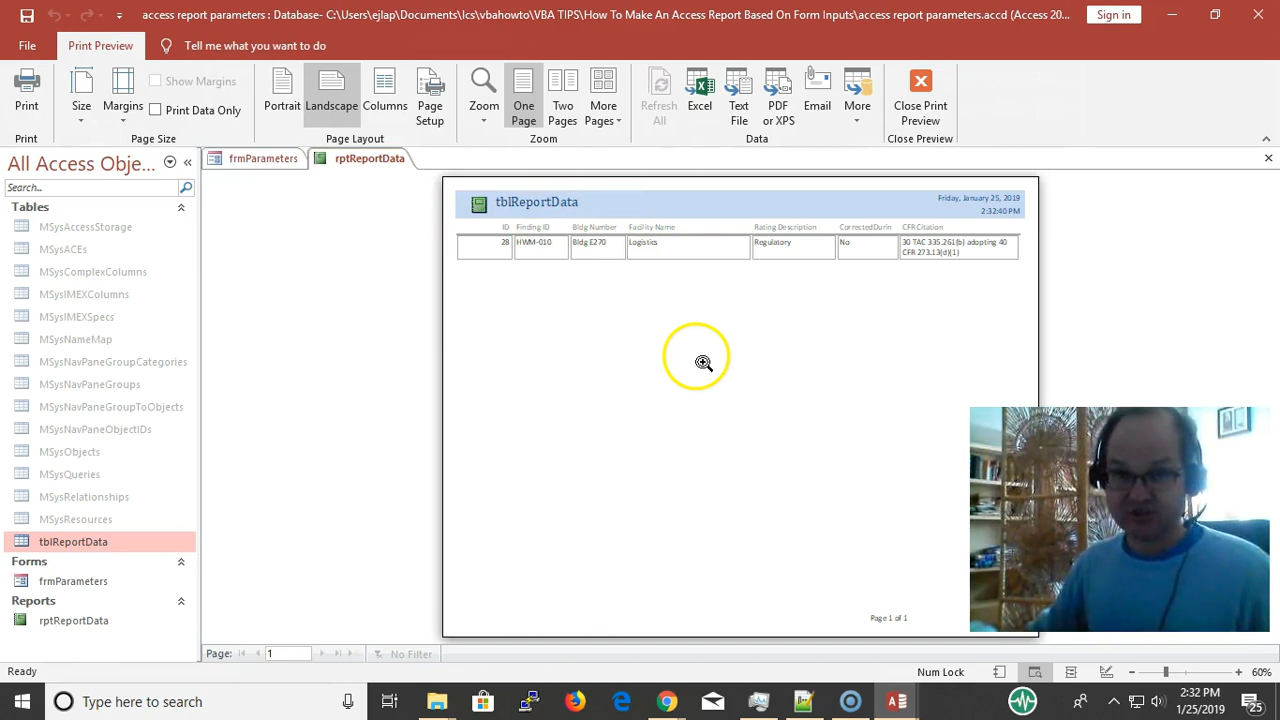 access report parameters : Database- C:\Users\ejlap\Documents\lcs\vbahowto\VBA TIPS\How To Make An Access Report Based On Form Inputs\access report parameters.accd (Access 20...
Sign in
File
Print Preview
Tell me what you want to do
Print
Size
Margins
Show Margins
Print Data Only
Portrait
Landscape
Columns
Page Setup
Zoom
One Page
Two Pages
More Pages
Refresh All
Excel
Text File
PDF or XPS
Email
More
Close Print Preview
Print
Page Size
Page Layout
Zoom
Data
Close Preview
All Access Obje...
frmParameters
rptReportData
Search...
Tables
MSysAccessStorage
MSysACEs
MSysComplexColumns
MSysIMEXColumns
MSysIMEXSpecs
MSysNameMap
MSysNavPaneGroupCategories
MSysNavPaneGroups
MSysNavPaneGroupToObjects
MSysNavPaneObjectIDs
MSysObjects
MSysQueries
MSysRelationships
MSysResources
tblReportData
Forms
frmParameters
Reports
rptReportData
tblReportData
Friday, January 25, 2019
2:32:40 PM
ID Finding ID Bldg Number Facility Name Rating Description CorrectedDurin CFRCitation
28 HWM-010 Bldg E270 Logistics Regulatory No 30 TAC 335.261(b) adopting 40
CFR 273.13(d)(1)
Page 1 of 1
Page: 1 No Filter
Ready
Num Lock
60%
Type here to search
2:32 PM
1/25/2019
25